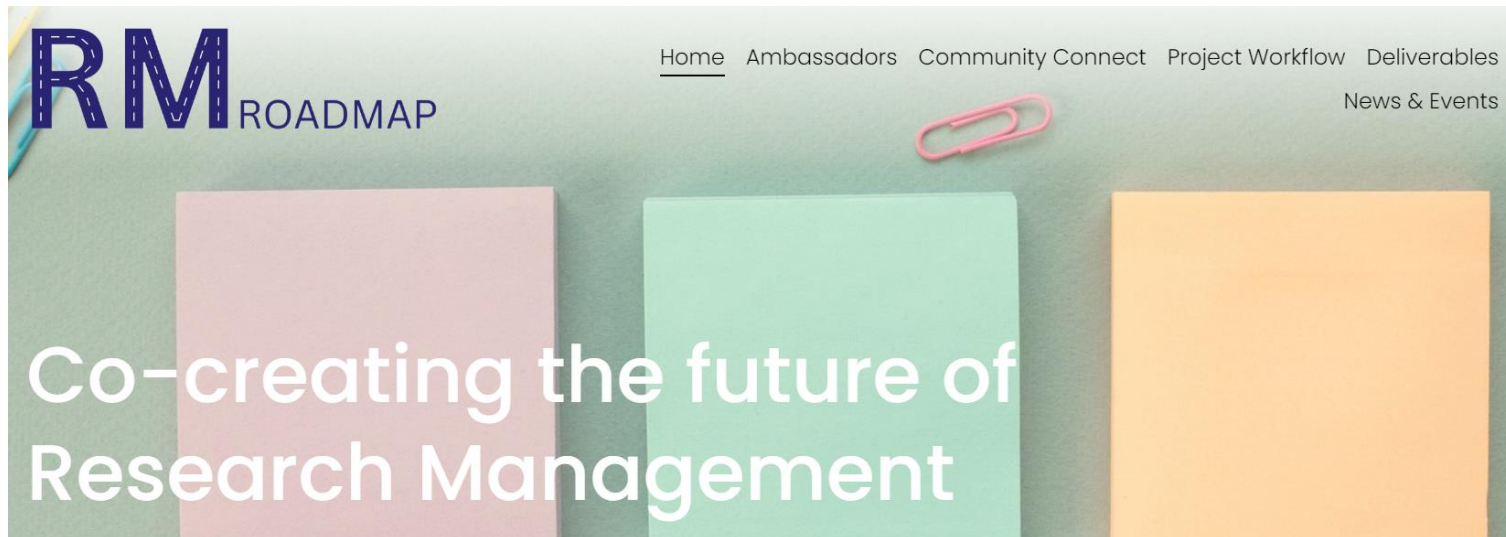 RM ROADMAP
Home Ambassadors Community Connect Project Workflow Deliverables
News & Events
Co-creating the future of
Research Management